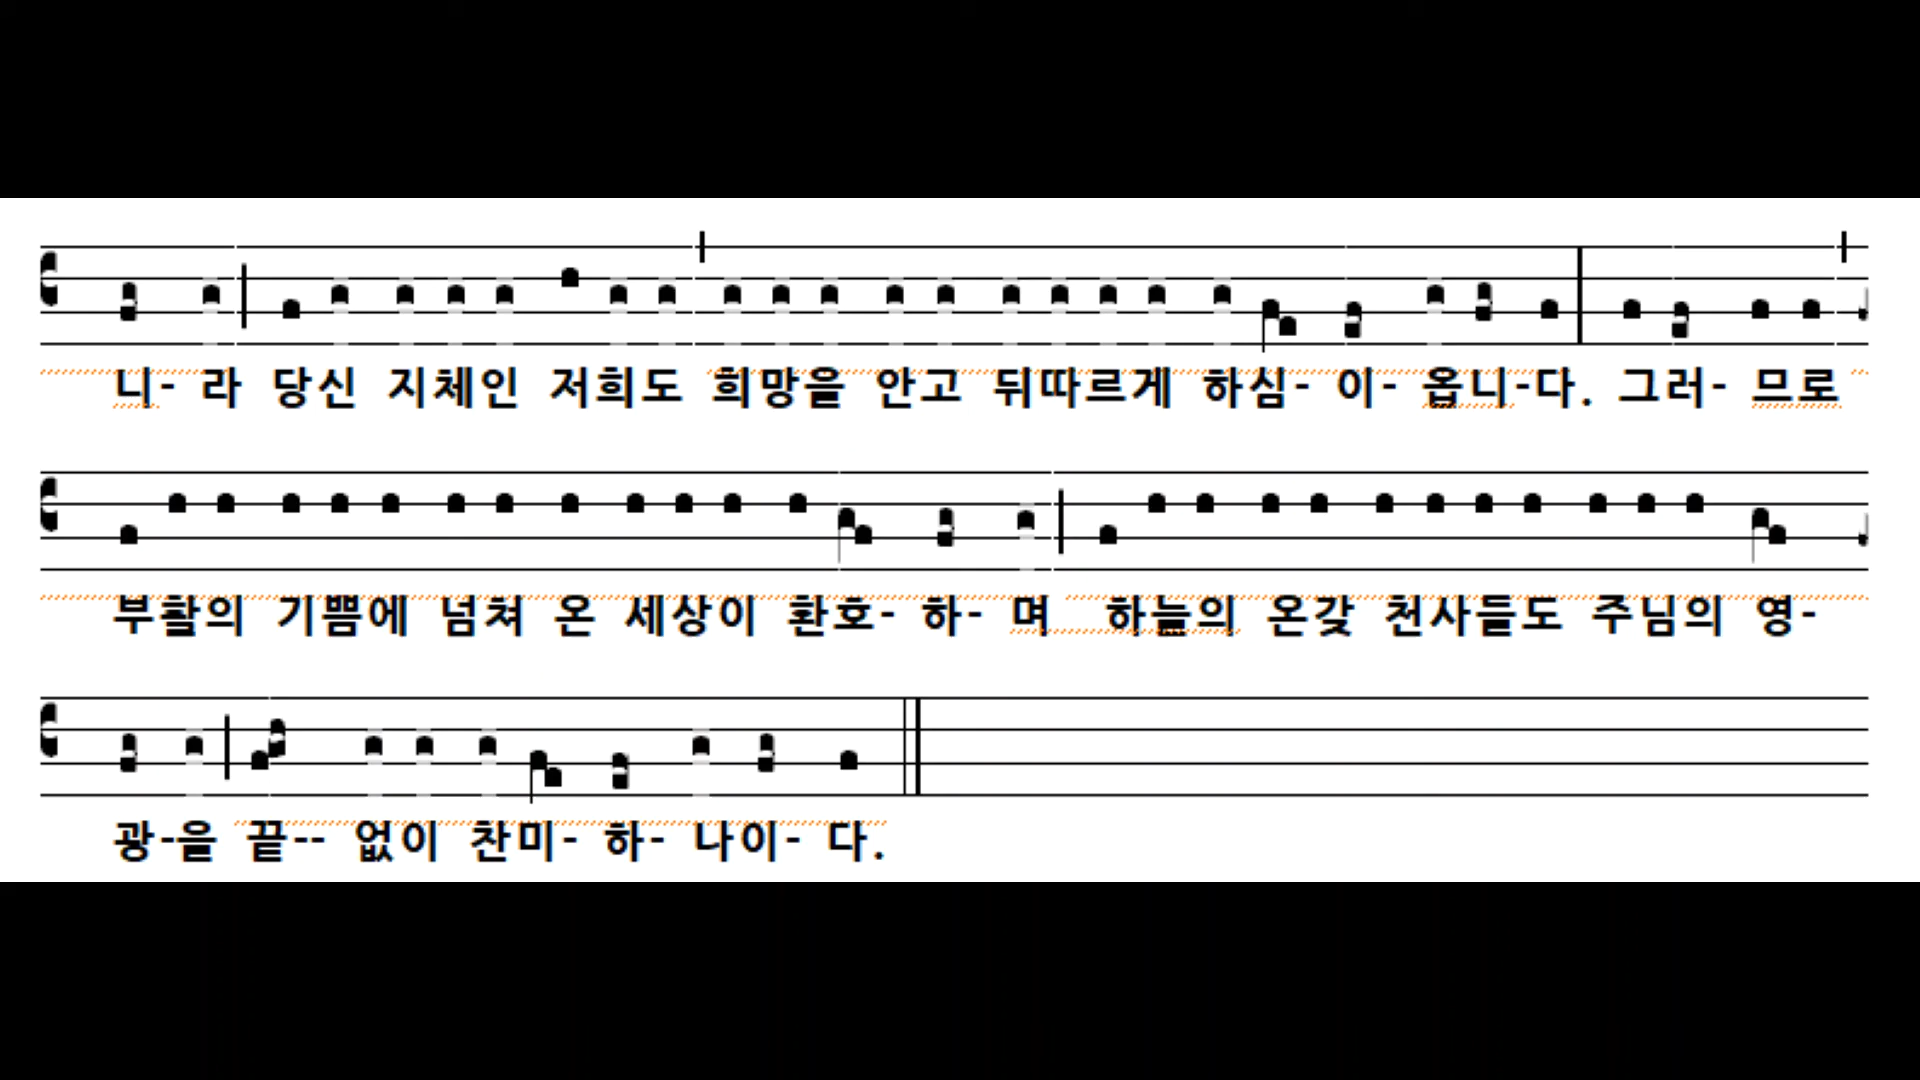 니- 라 당신 지체인 저희도 희망을 안고 뒤따르게 하심- 이- 옵니-다. 그러- 므로
부활의 기쁨에 넘쳐 온 세상이 환호- 하- 며 하늘의 온갖 천사들도 주님의 영-
광-을 끝-- 없이 찬미- 하- 나이- 다.